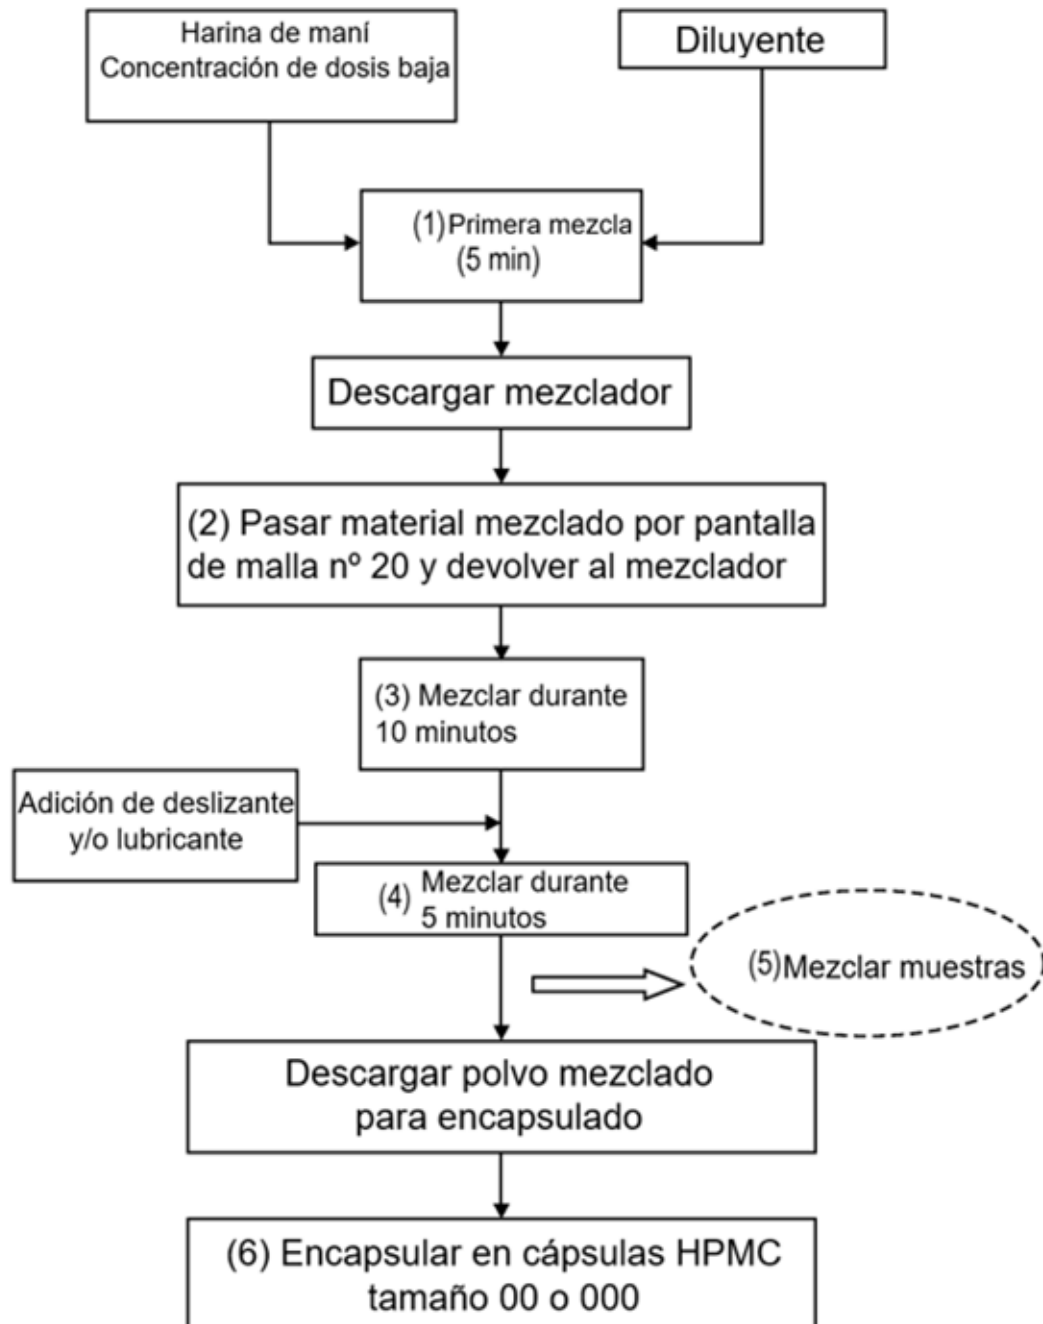 Harina de maní
Concentración de dosis baja
Diluyente
(1) Primera mezcla
(5 min)
Descargar mezclador
(2) Pasar material mezclado por pantalla
de malla nº 20 y devolver al mezclador
(3) Mezclar durante
10 minutos
Adición de deslizante
y/o lubricante
(4) Mezclar durante
5 minutos
(5) Mezclar muestras
Descargar polvo mezclado
para encapsulado
(6) Encapsular en cápsulas HPMC
tamaño 00 o 000